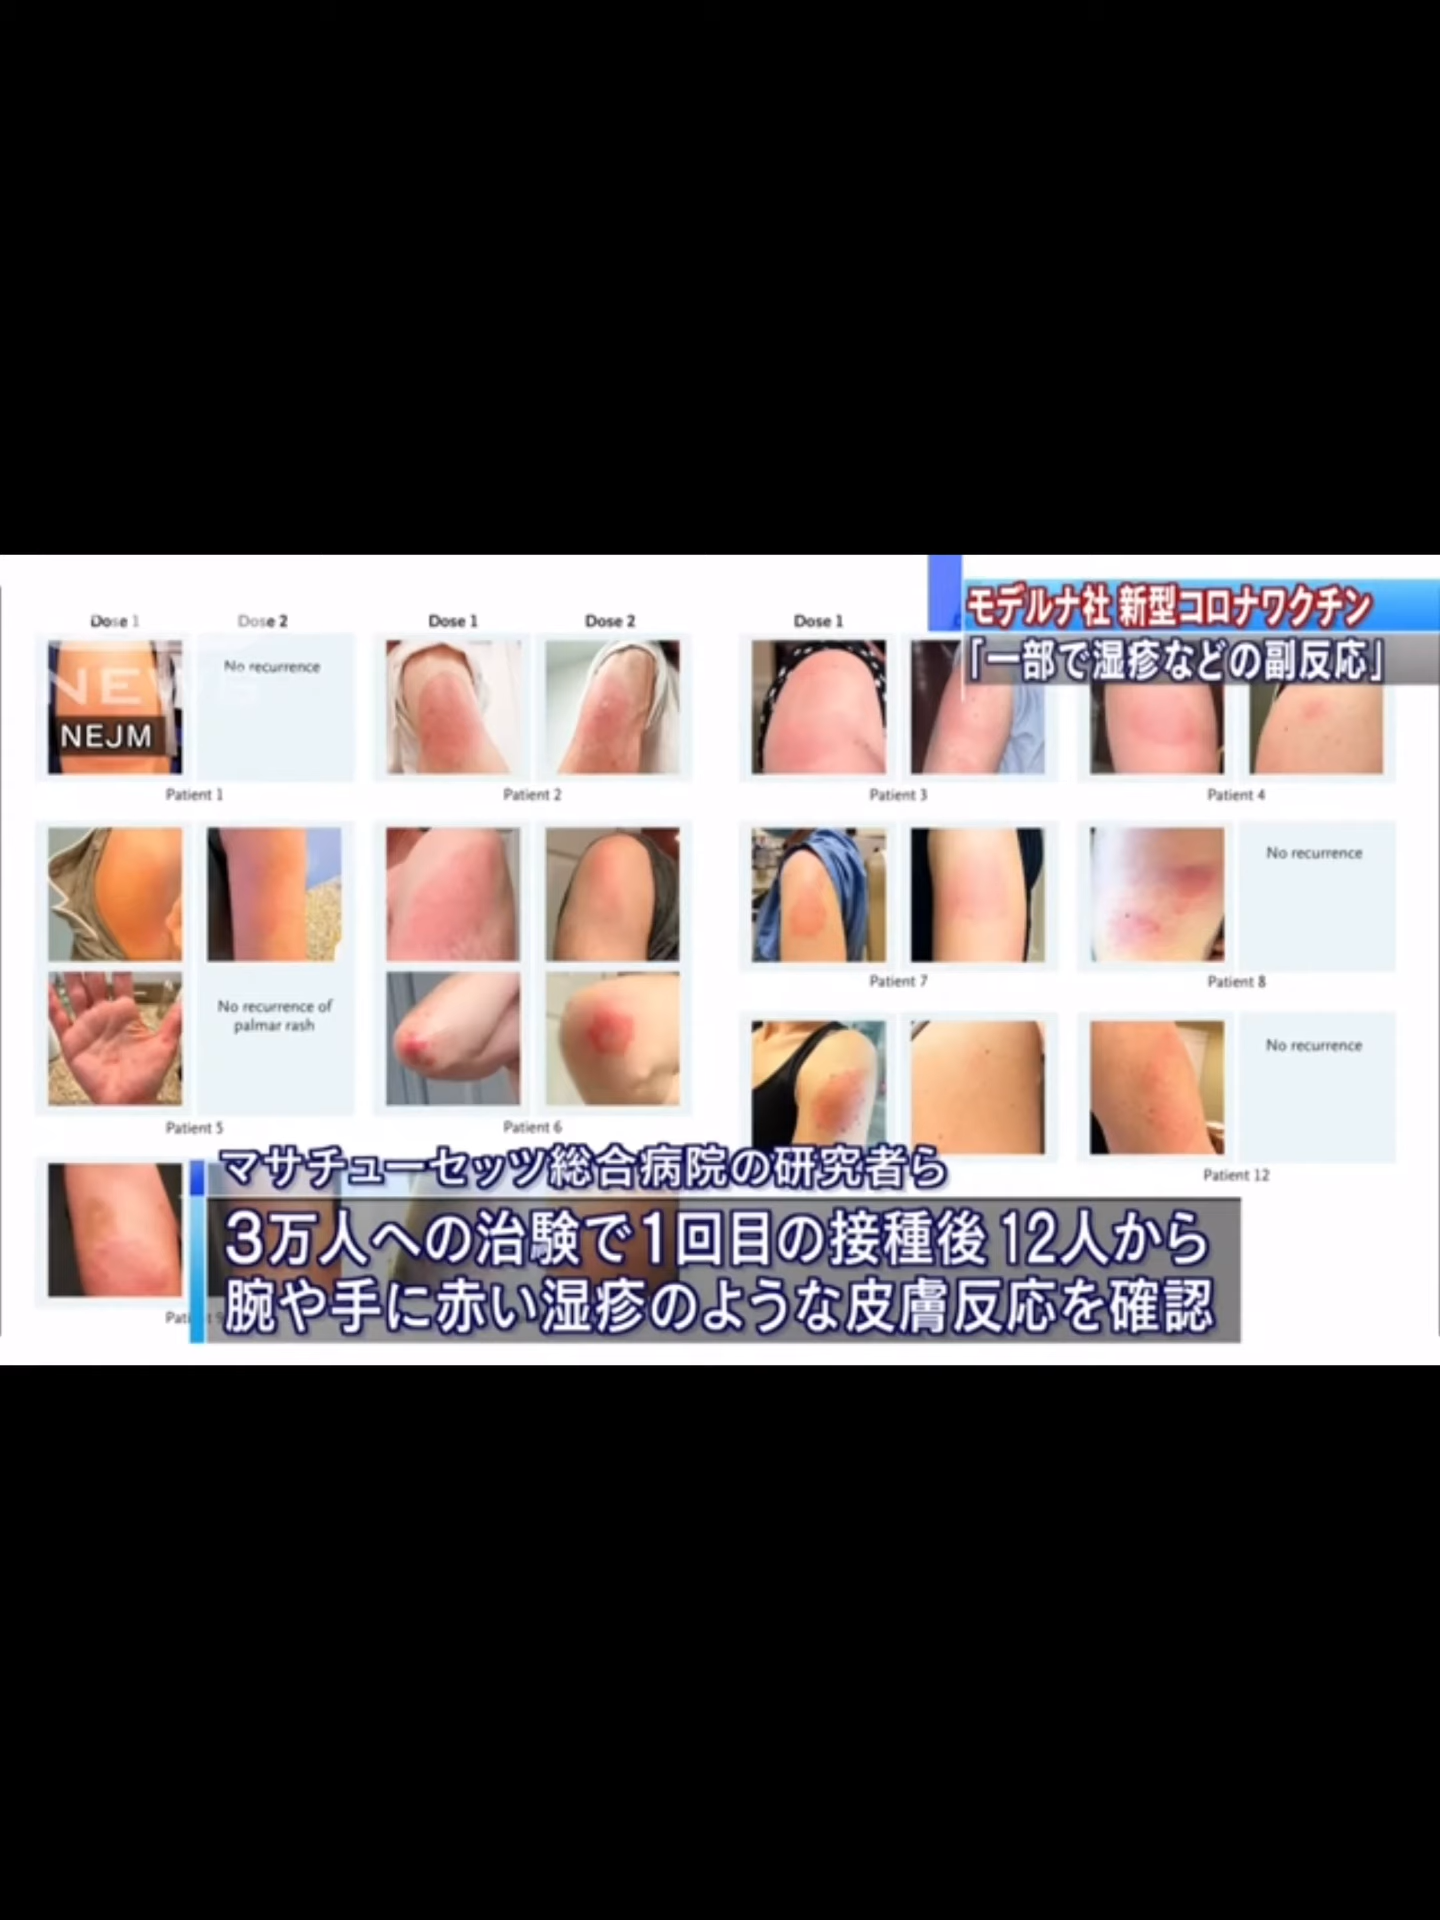 モデルナ社 新型コロナワクチン
「一部で湿疹などの副反応」
Dose 1 Dose 2 Dose 1 Dose 2 Dose 1
NEWS
No recurrence
NEJM
Patient 1 Patient 2 Patient 3 Patient 4
No recurrence
Patient 7 Patient 8
No recurrence of
palmar rash
No recurrence
Patient 5 Patient 6
Patient 12
マサチューセッツ総合病院の研究者ら
3万人への治験で1回目の接種後 12人から
腕や手に赤い湿疹のような皮膚反応を確認
Patient 9